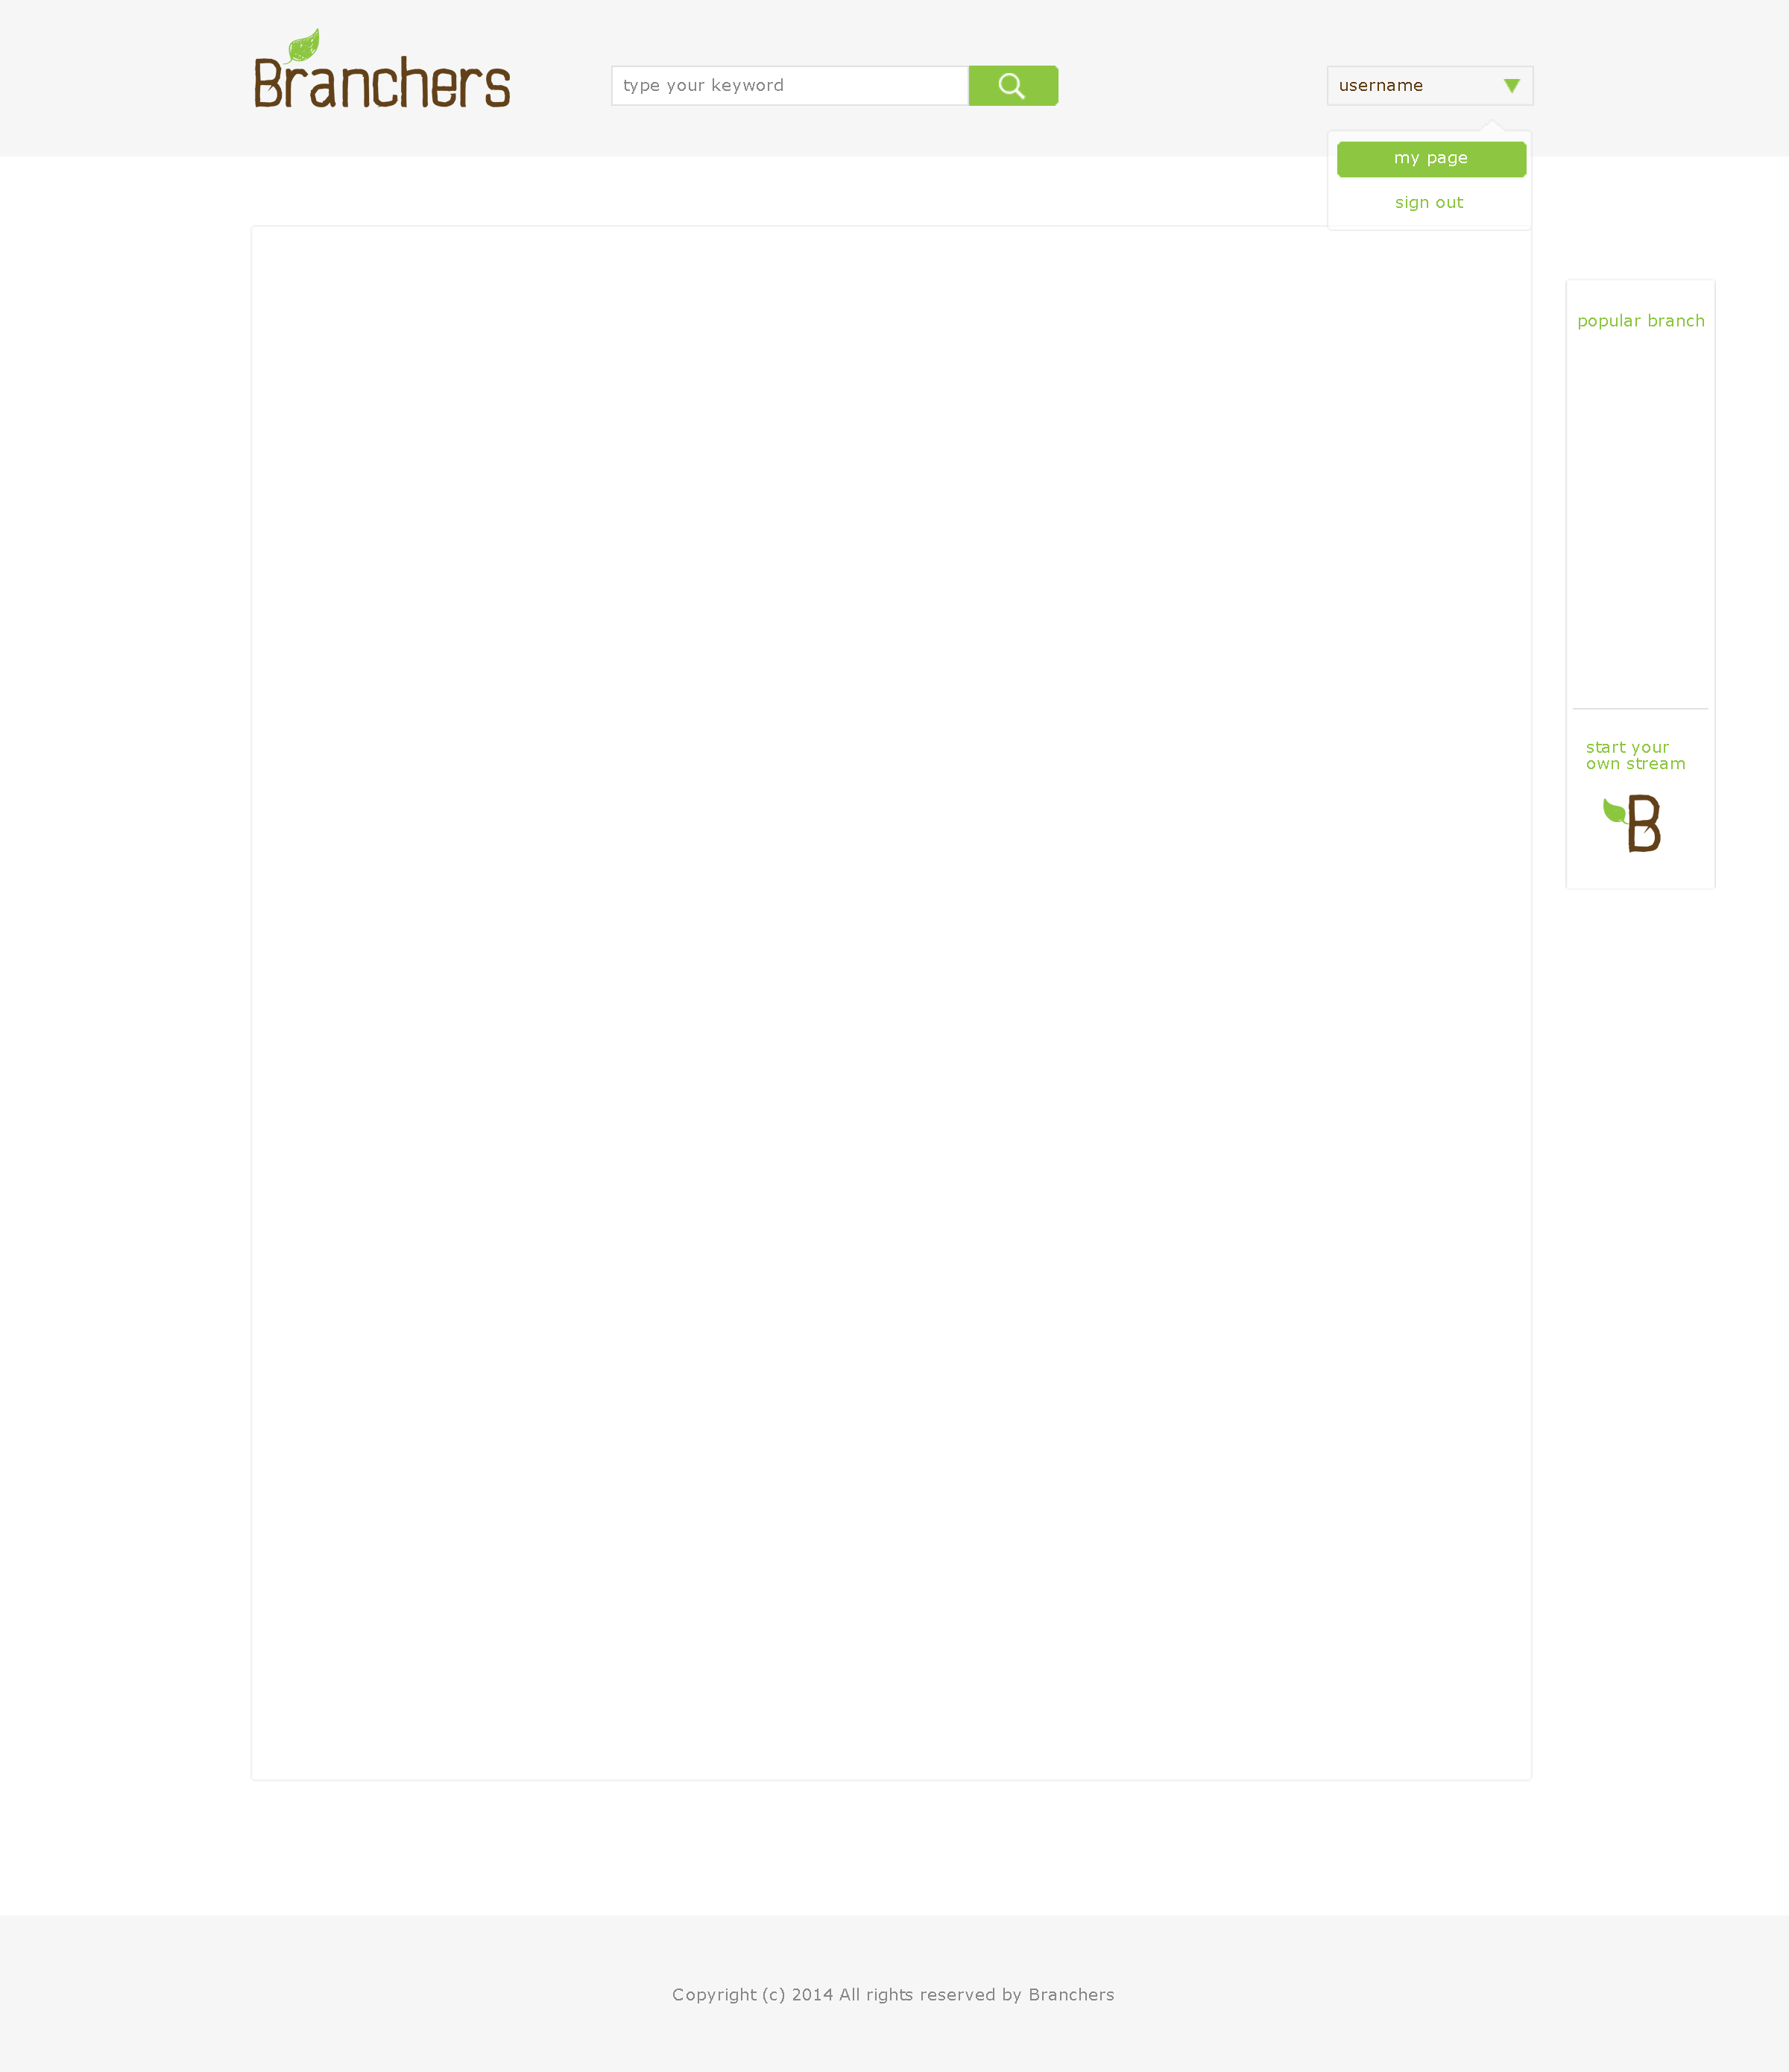 Branchers
type your keyword
username
my page
sign out
popular branch
start your
own stream
B
Copyright (c) 2014 All rights reserved by Branchers